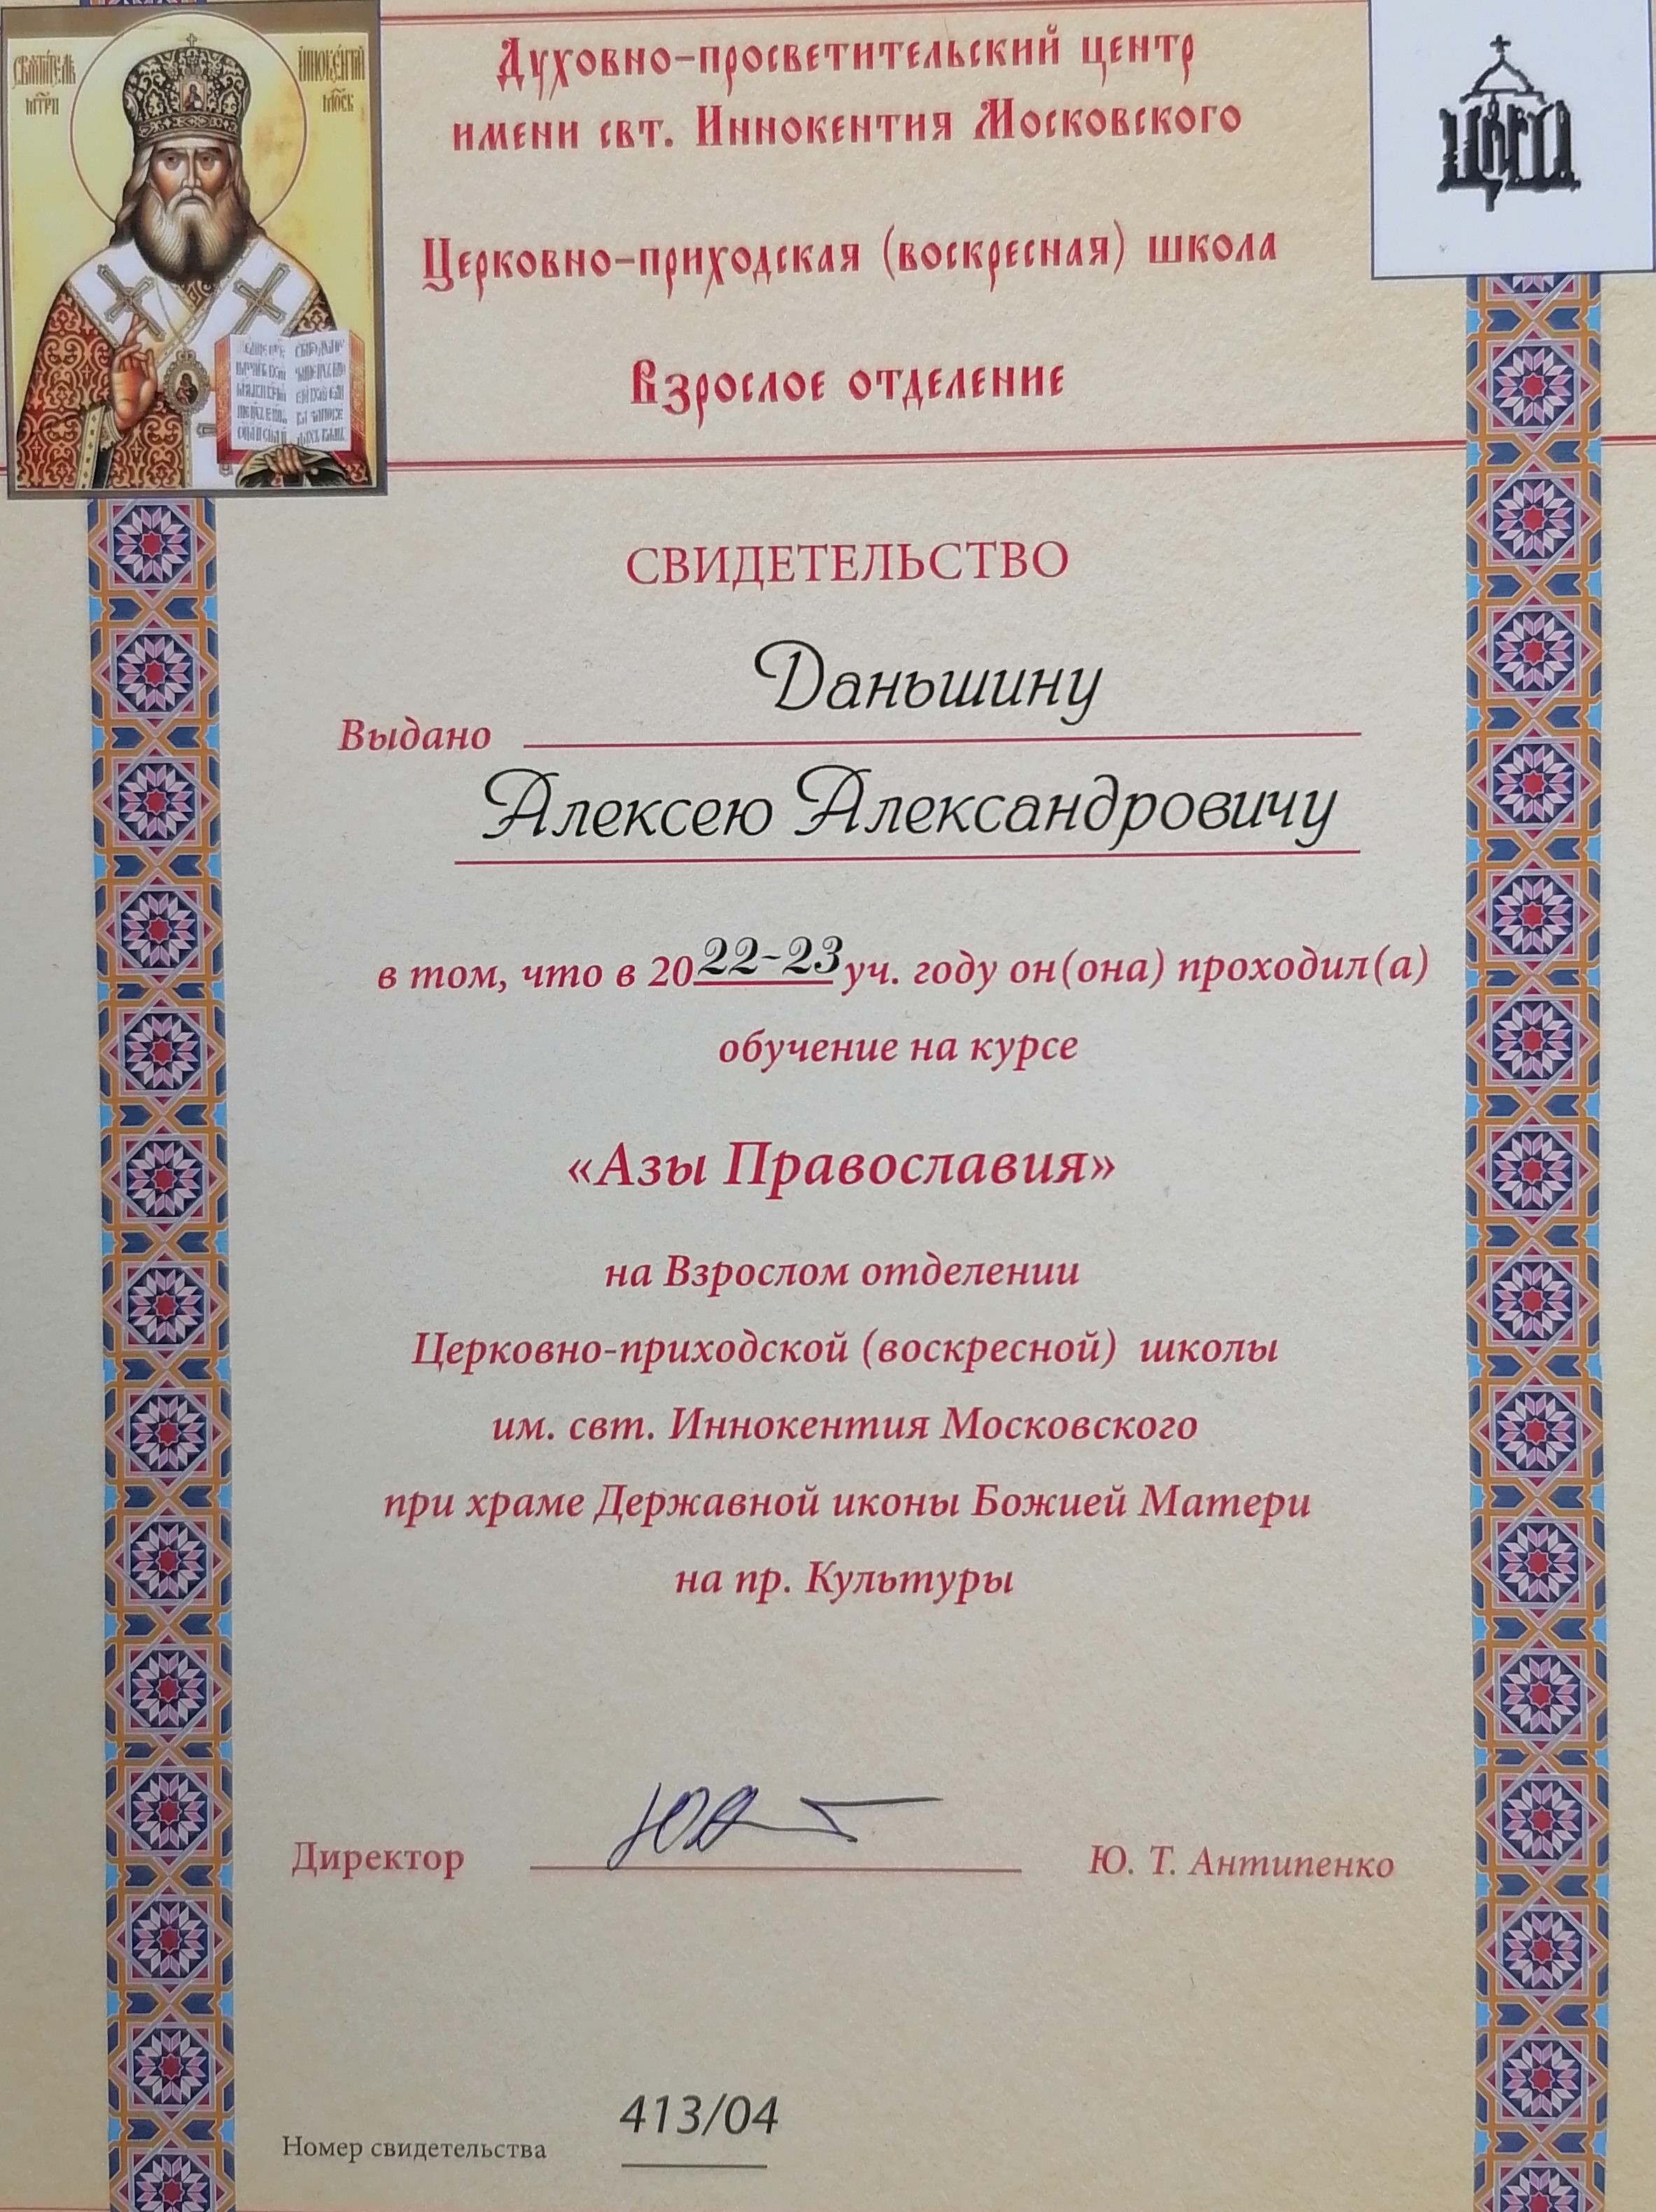 Святитель Иннокентий
Духовно-просветительский центр
имени свт. Иннокентия Московского
Церковно-приходская (воскресная) школа
Взрослое отделение
СВИДЕТЕЛЬСТВО
Даньшину
Выдано
Алексею Александровичу
в том, что в 2022-23 уч. году он(она) проходил(а)
обучение на курсе
«Азы Православия»
на Взрослом отделении
Церковно-приходской (воскресной) школы
им. свт. Иннокентия Московского
при храме Державной иконы Божией Матери
на пр. Культуры
Директор Ю. Т. Антипенко
413/04
Номер свидетельства